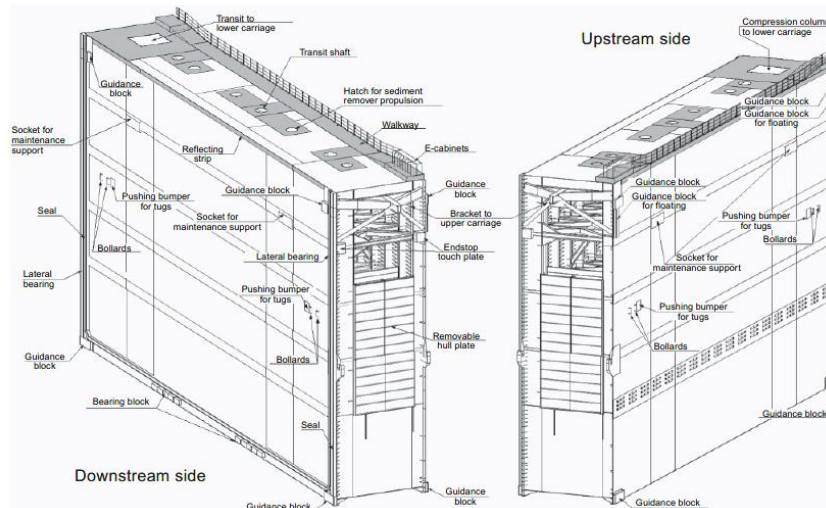 Transit to
lower carriage
Transit shaft
Hatch for sediment
remover propulsion
Walkway
E-cabinets
Guidance
block
Socket for
maintenance
support
Reflecting
strip
Guidance block
Guidance
block
Pushing bumper
for tugs
Socket for
maintenance support
Bracket to
upper carriage
Seal
Bollards
Lateral bearing
Endstop
touch plate
Lateral
bearing
Pushing bumper
for tugs
Removable
hull plate
Bollards
Guidance
block
Bearing block
Seal
Downstream side
Guidance block
Guidance
block
Upstream side
Compression column
to lower carriage
Guidance block
Guidance block
for floating
Guidance block
Guidance block
for floating
Pushing bumper
for tugs
Bollards
Socket for
maintenance support
Pushing bumper
for tugs
Bollards
Guidance block
Guidance block